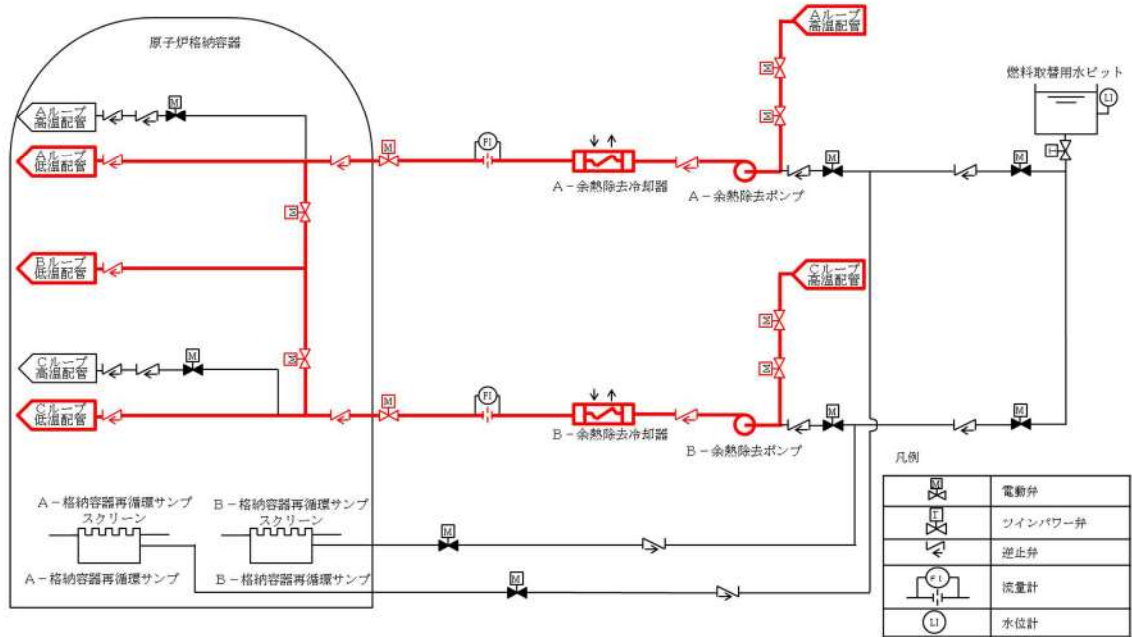 原子炉格納容器
Aループ
高温配管
燃料取替用水ピット
LI
M
M
Aループ
高温配管
M
Aループ
低温配管
M
FI
M
M
A-余熱除去冷却器
A-余熱除去ポンプ
T
M
Bループ
低温配管
Cループ
高温配管
M
M
Cループ
高温配管
M
M
M
Cループ
低温配管
M
FI
M
M
B-余熱除去冷却器
B-余熱除去ポンプ
凡例
M
電動弁
T
ツインパワー弁
逆止弁
FI
流量計
LI
水位計
A-格納容器再循環サンプ
スクリーン
B-格納容器再循環サンプ
スクリーン
M
A-格納容器再循環サンプ
B-格納容器再循環サンプ
M